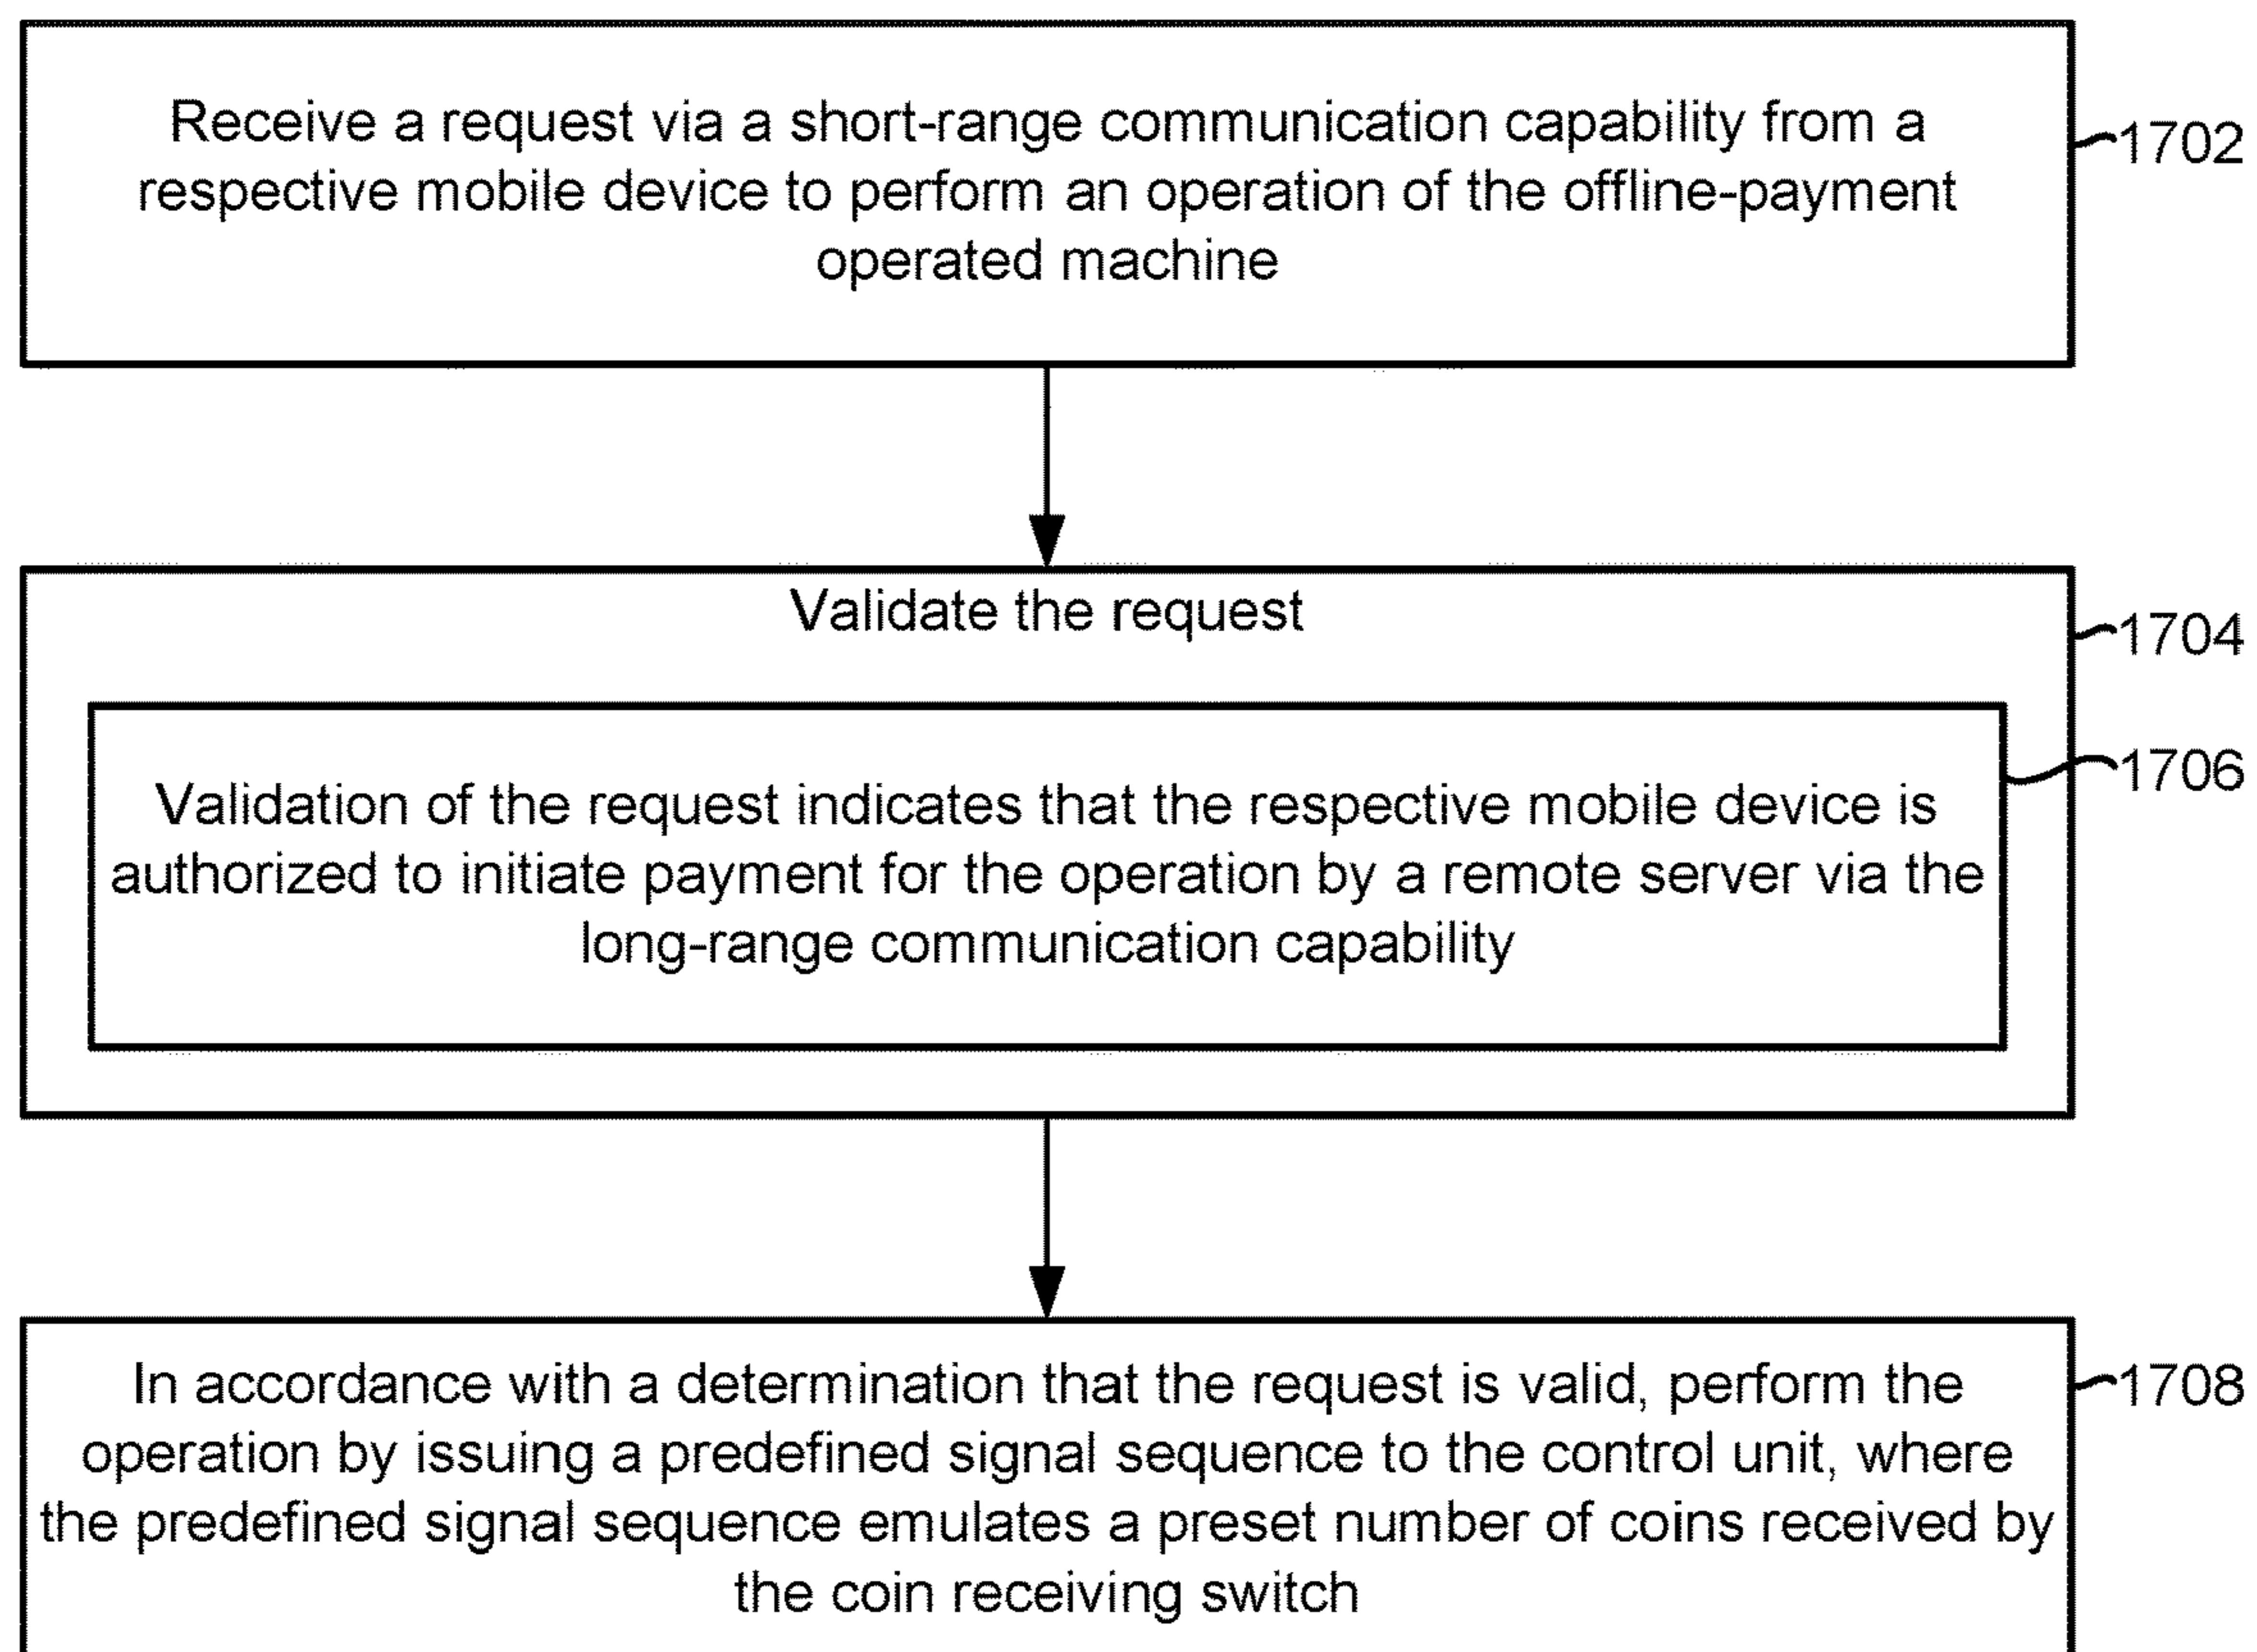 Receive a request via a short-range communication capability from a
respective mobile device to perform an operation of the offline-payment
operated machine
1702
Validate the request
1704
Validation of the request indicates that the respective mobile device is
authorized to initiate payment for the operation by a remote server via the
long-range communication capability
1706
In accordance with a determination that the request is valid, perform the
operation by issuing a predefined signal sequence to the control unit, where
the predefined signal sequence emulates a preset number of coins received by
the coin receiving switch
1708